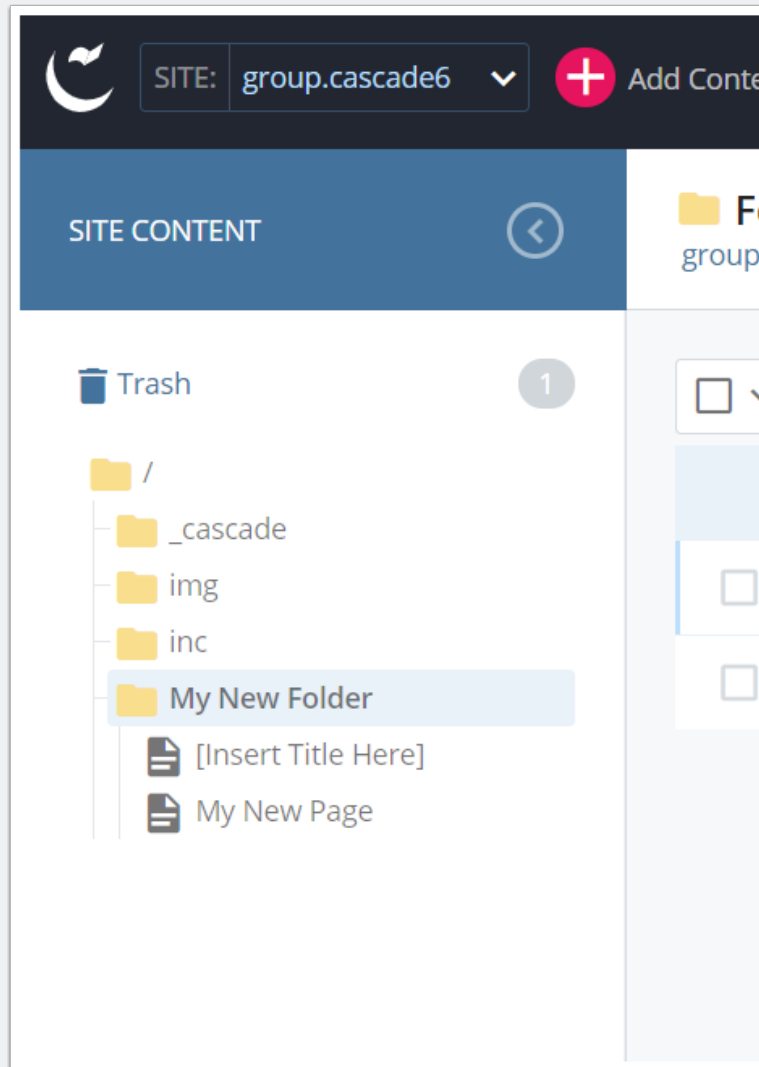 SITE: group.cascade6
Add Conte
SITE CONTENT
group
Trash 1
/
_cascade
img
inc
My New Folder
[Insert Title Here]
My New Page